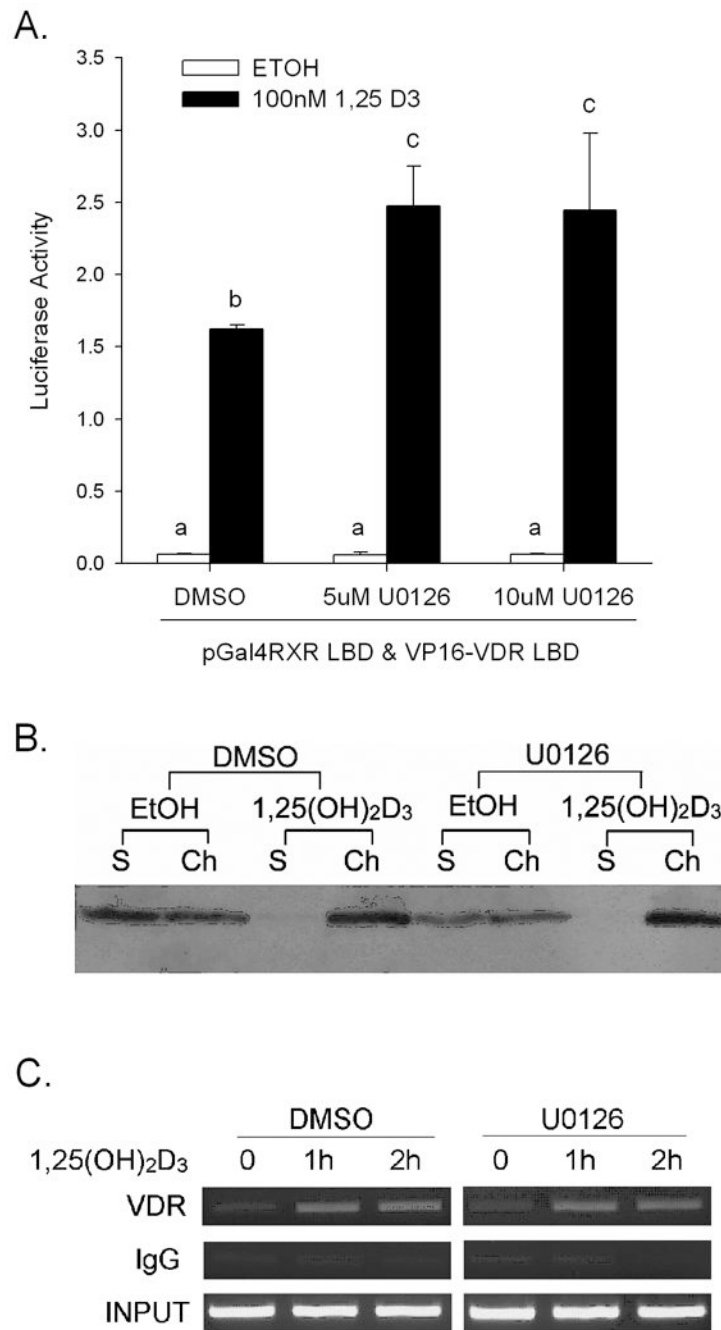 A.
3.5
3.0
2.5
2.0
1.5
1.0
0.5
0.0
Luciferase Activity
ETOH
100nM 1,25 D3
a
b
a
c
a
c
DMSO 5uM U0126 10uM U0126
pGal4RXR LBD & VP16-VDR LBD
B.
DMSO U0126
EtOH 1,25(OH)₂D₃ EtOH 1,25(OH)₂D₃
S Ch S Ch S Ch S Ch
C.
DMSO U0126
1,25(OH)₂D₃ 0 1h 2h 0 1h 2h
VDR
IgG
INPUT